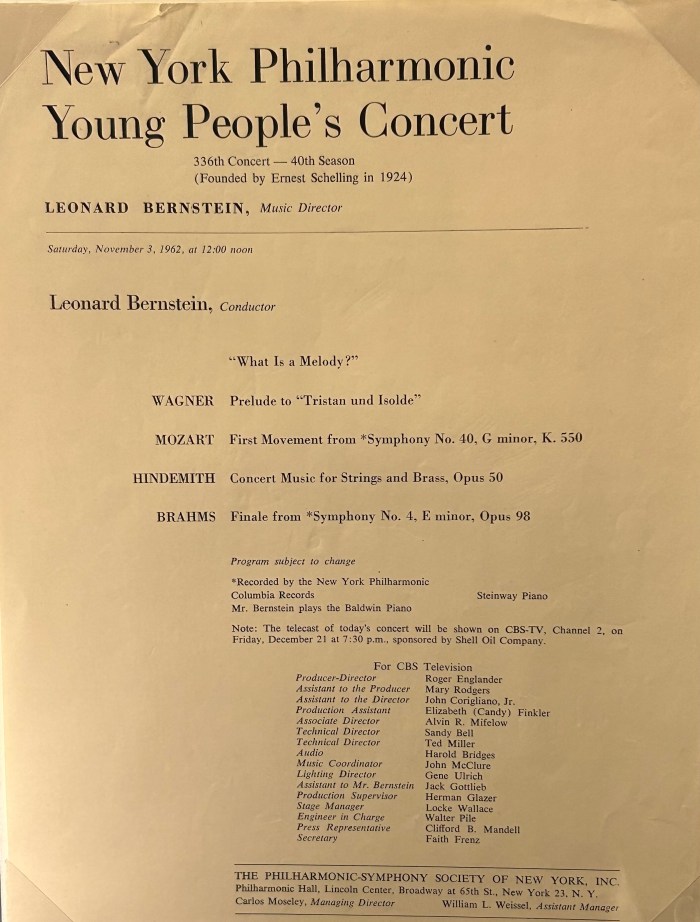 New York Philharmonic
Young People's Concert
336th Concert — 40th Season
(Founded by Ernest Schelling in 1924)
LEONARD BERNSTEIN, Music Director
Saturday, November 3, 1962, at 12:00 noon
Leonard Bernstein, Conductor
“What Is a Melody?”
WAGNER Prelude to “Tristan und Isolde”
MOZART First Movement from *Symphony No. 40, G minor, K. 550
HINDEMITH Concert Music for Strings and Brass, Opus 50
BRAHMS Finale from *Symphony No. 4, E minor, Opus 98
Program subject to change
*Recorded by the New York Philharmonic
Columbia Records Steinway Piano
Mr. Bernstein plays the Baldwin Piano
Note: The telecast of today's concert will be shown on CBS-TV, Channel 2, on
Friday, December 21 at 7:30 p.m., sponsored by Shell Oil Company.
For CBS Television
Producer-Director Roger Englander
Assistant to the Producer Mary Rodgers
Assistant to the Director John Corigliano, Jr.
Production Assistant Elizabeth (Candy) Finkler
Associate Director Alvin R. Mifelow
Technical Director Sandy Bell
Technical Director Ted Miller
Audio Harold Bridges
Music Coordinator John McClure
Lighting Director Gene Ulrich
Assistant to Mr. Bernstein Jack Gottlieb
Production Supervisor Herman Glazer
Stage Manager Locke Wallace
Engineer in Charge Walter Pile
Press Representative Clifford B. Mandell
Secretary Faith Frenz
THE PHILHARMONIC-SYMPHONY SOCIETY OF NEW YORK, INC.
Philharmonic Hall, Lincoln Center, Broadway at 65th St., New York 23, N. Y.
Carlos Moseley, Managing Director William L. Weissel, Assistant Manager